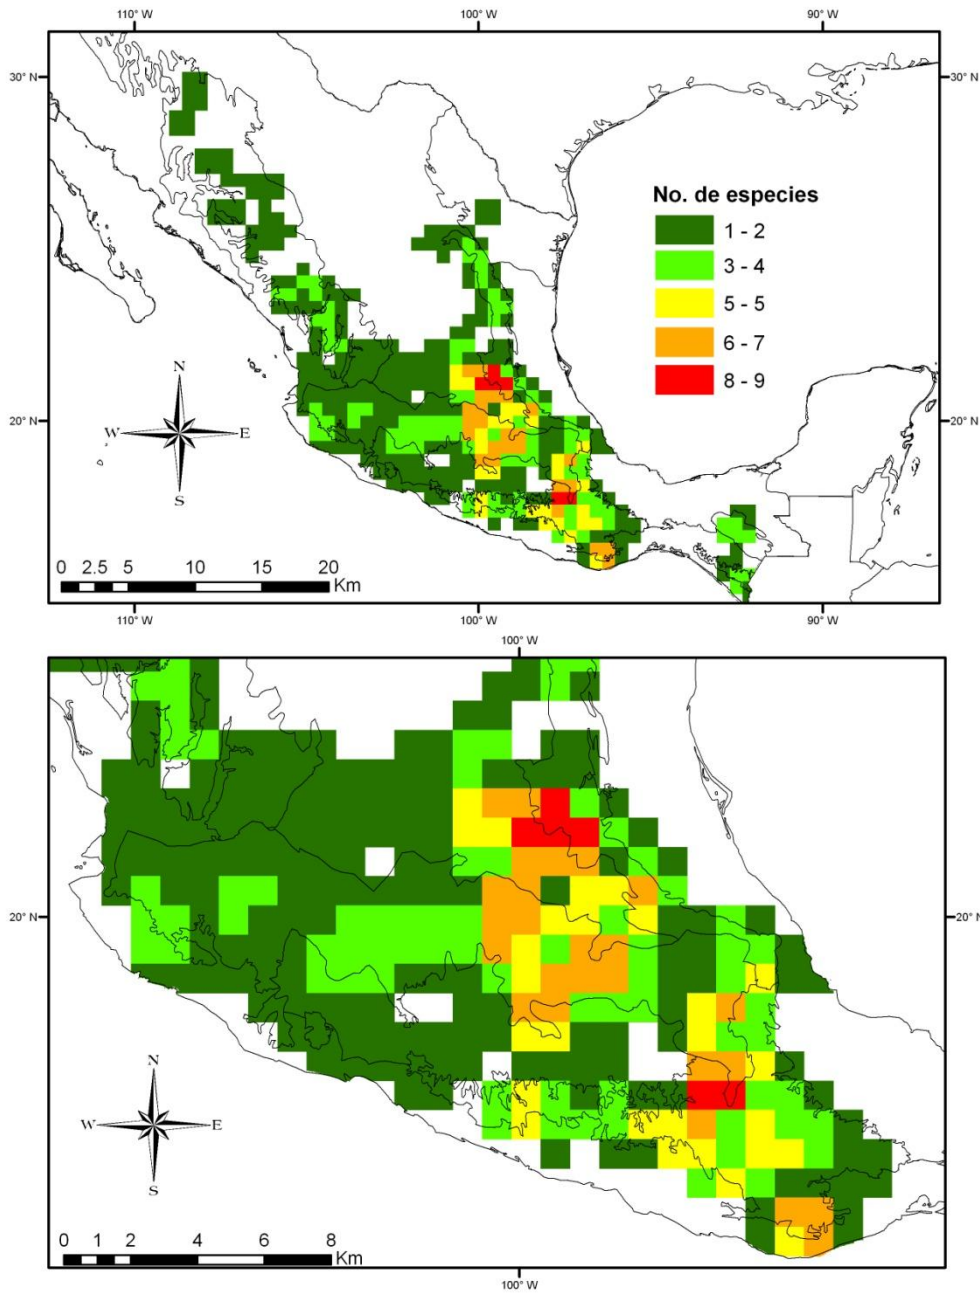 110° W 100° W 90° W
30° N 30° N
No. de especies
1 - 2
3 - 4
5 - 5
6 - 7
8 - 9
20° N 20° N
N
W E
S
0 2.5 5 10 15 20
Km
110° W 100° W 90° W
100° W
20° N 20° N
N
W E
S
0 1 2 4 6 8
Km
100° W